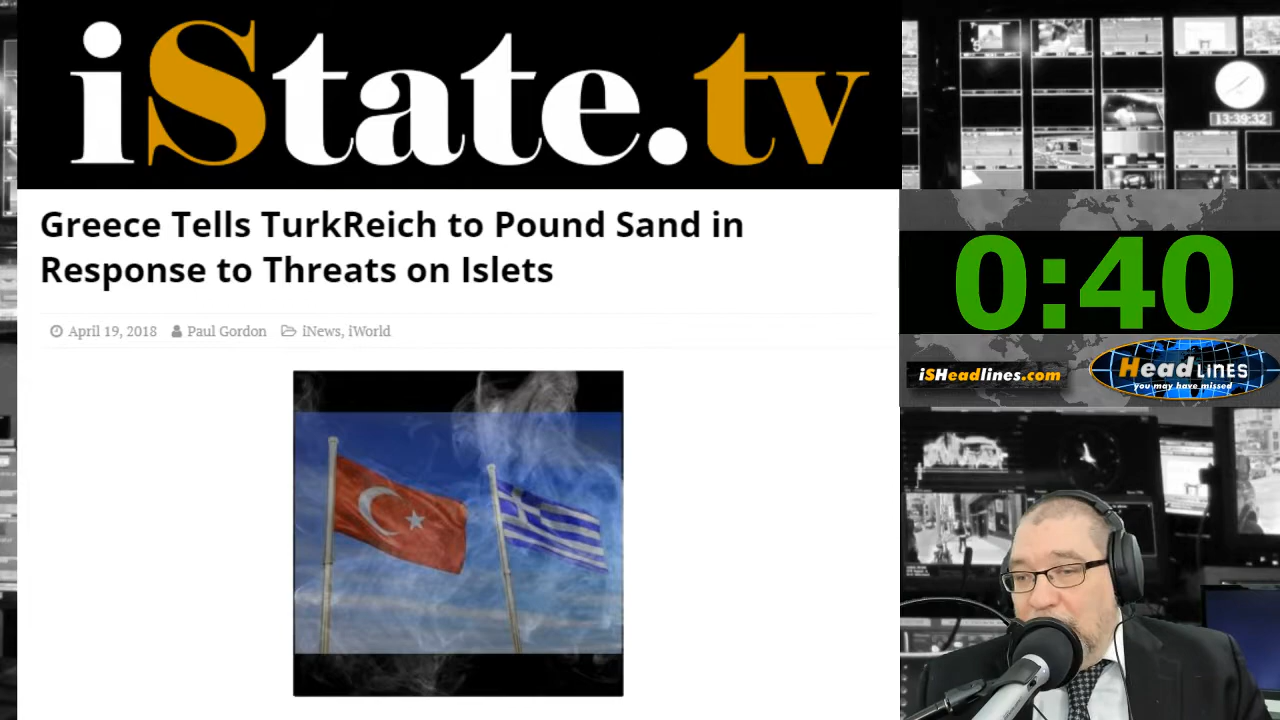 iState.tv
13:39:32
Greece Tells TurkReich to Pound Sand in
Response to Threats on Islets
April 19, 2018 Paul Gordon iNews, iWorld
0:40
iSHeadlines.com
HeadLINES
you may have missed